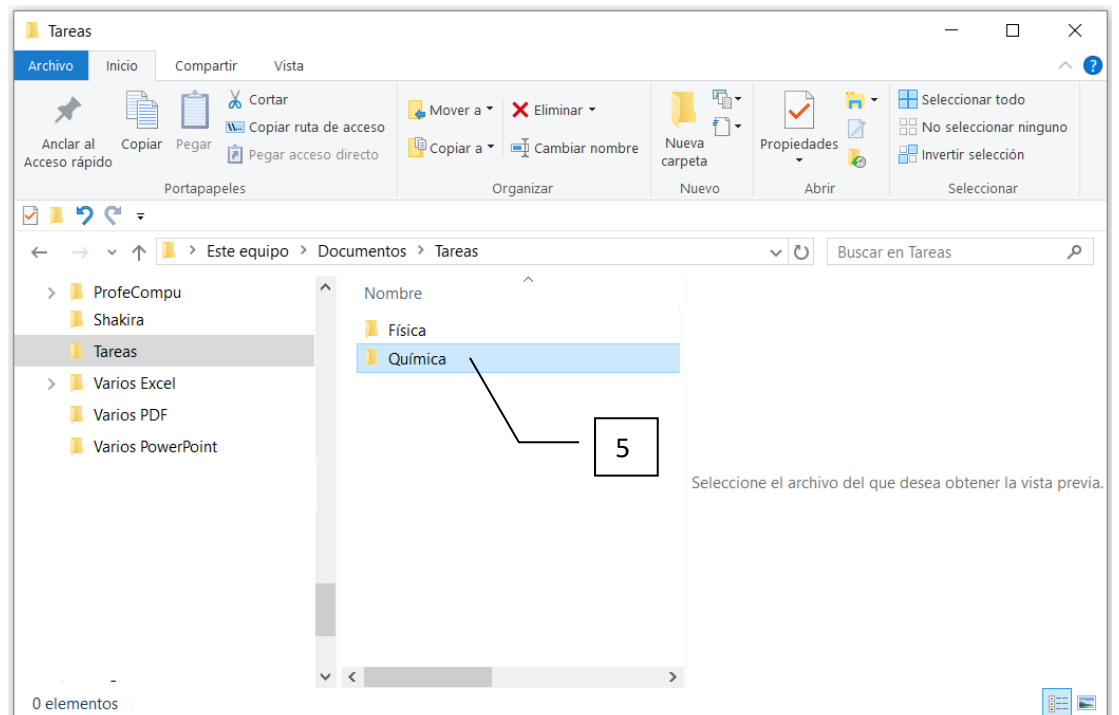 Tareas
Archivo Inicio Compartir Vista
Anclar al Acceso rápido
Copiar
Pegar
Cortar
Copiar ruta de acceso
Pegar acceso directo
Portapapeles
Mover a
Copiar a
Eliminar
Cambiar nombre
Organizar
Nueva carpeta
Nuevo
Propiedades
Abrir
Seleccionar todo
No seleccionar ninguno
Invertir selección
Seleccionar
Este equipo > Documentos > Tareas
Buscar en Tareas
ProfeCompu
Shakira
Tareas
Varios Excel
Varios PDF
Varios PowerPoint
Nombre
Física
Química
5
Seleccione el archivo del que desea obtener la vista previa.
0 elementos